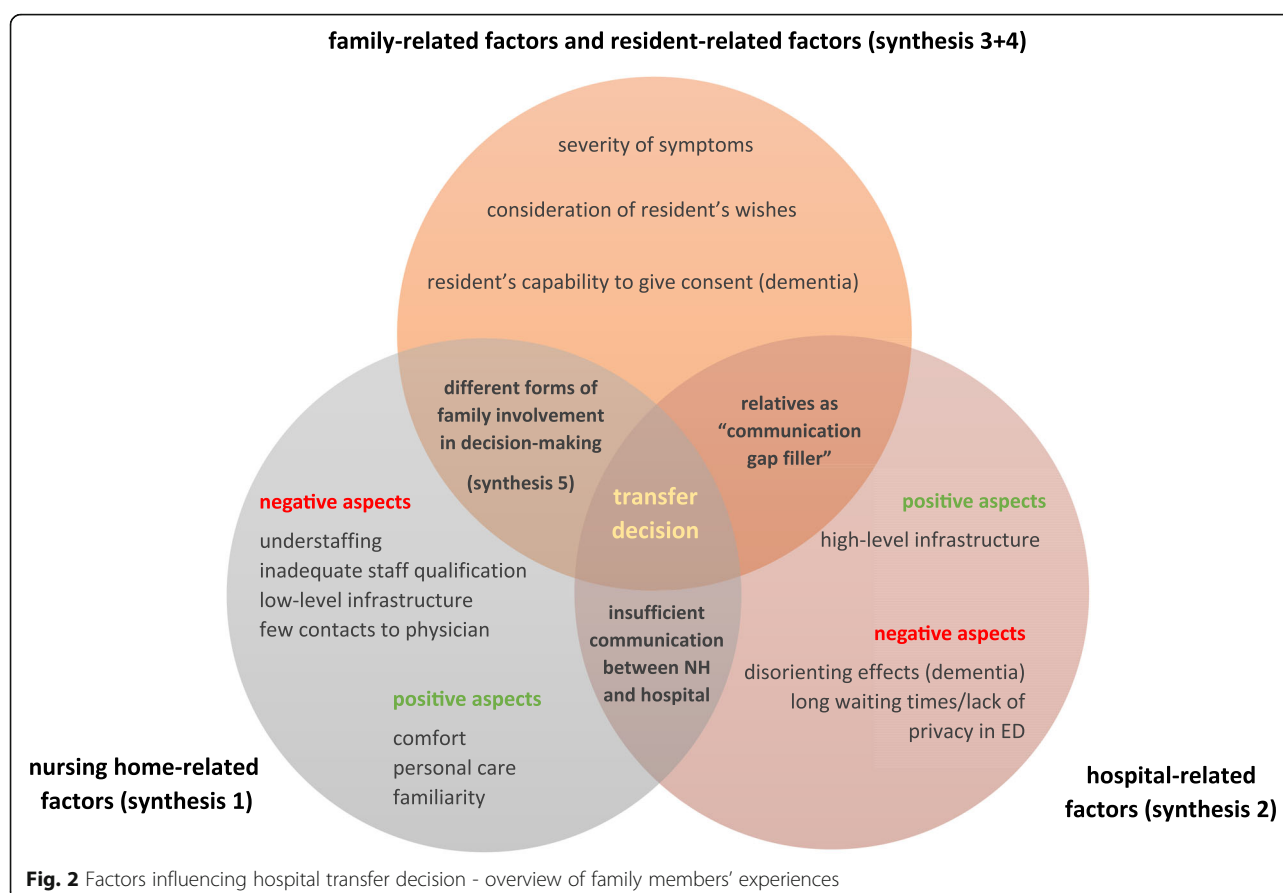 family-related factors and resident-related factors (synthesis 3+4)
severity of symptoms
consideration of resident’s wishes
resident’s capability to give consent (dementia)
different forms of
family involvement
in decision-making
(synthesis 5)
relatives as
“communication
gap filler”
transfer
decision
negative aspects
understaffing
inadequate staff qualification
low-level infrastructure
few contacts to physician
positive aspects
comfort
personal care
familiarity
insufficient
communication
between NH
and hospital
positive aspects
high-level infrastructure
negative aspects
disorienting effects (dementia)
long waiting times/lack of
privacy in ED
nursing home-related
factors (synthesis 1)
hospital-related
factors (synthesis 2)
Fig. 2 Factors influencing hospital transfer decision - overview of family members’ experiences